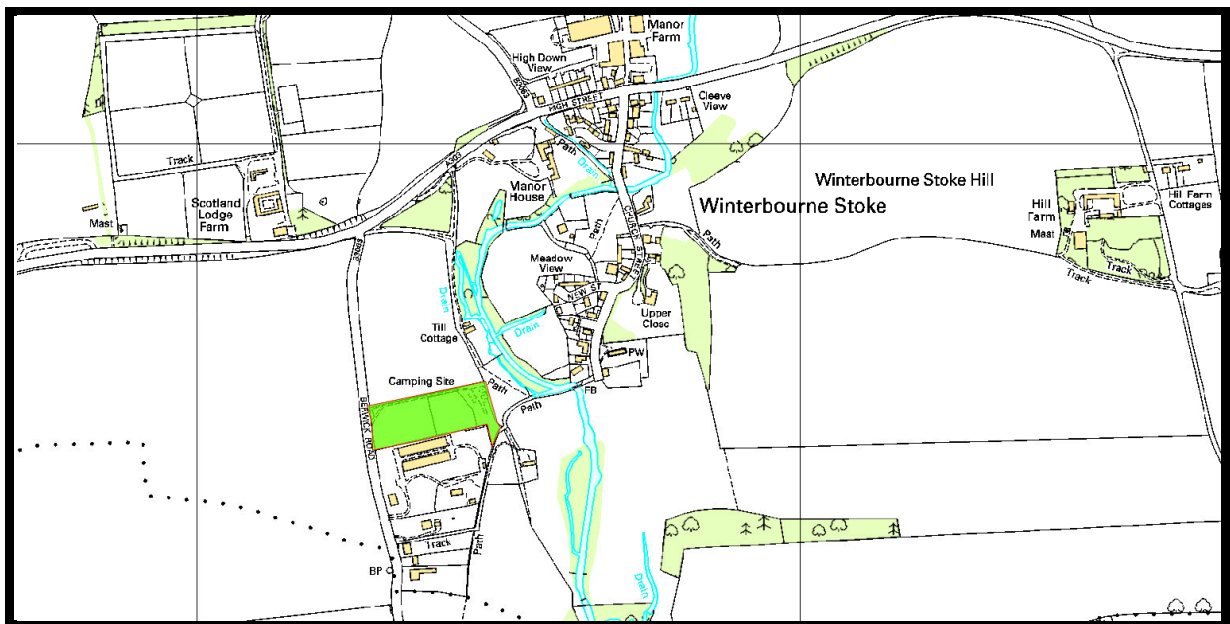 Manor
Farm
High Down
View
B3083
HIGH STREET
Cleeve
View
A303
Path
Drain
Track
Scotland
Lodge
Farm
Mast
Manor
House
Winterbourne Stoke Hill
Winterbourne Stoke
Hill
Farm
Mast
Hill Farm
Cottages
Track
Track
Path
CHURCH STREET
Path
B3083
Meadow
View
NEW ST
Drain
Drain
Till
Cottage
Upper
Close
PW
Camping Site
Path
FB
Path
BERWICK ROAD
Track
Path
BP
Drain